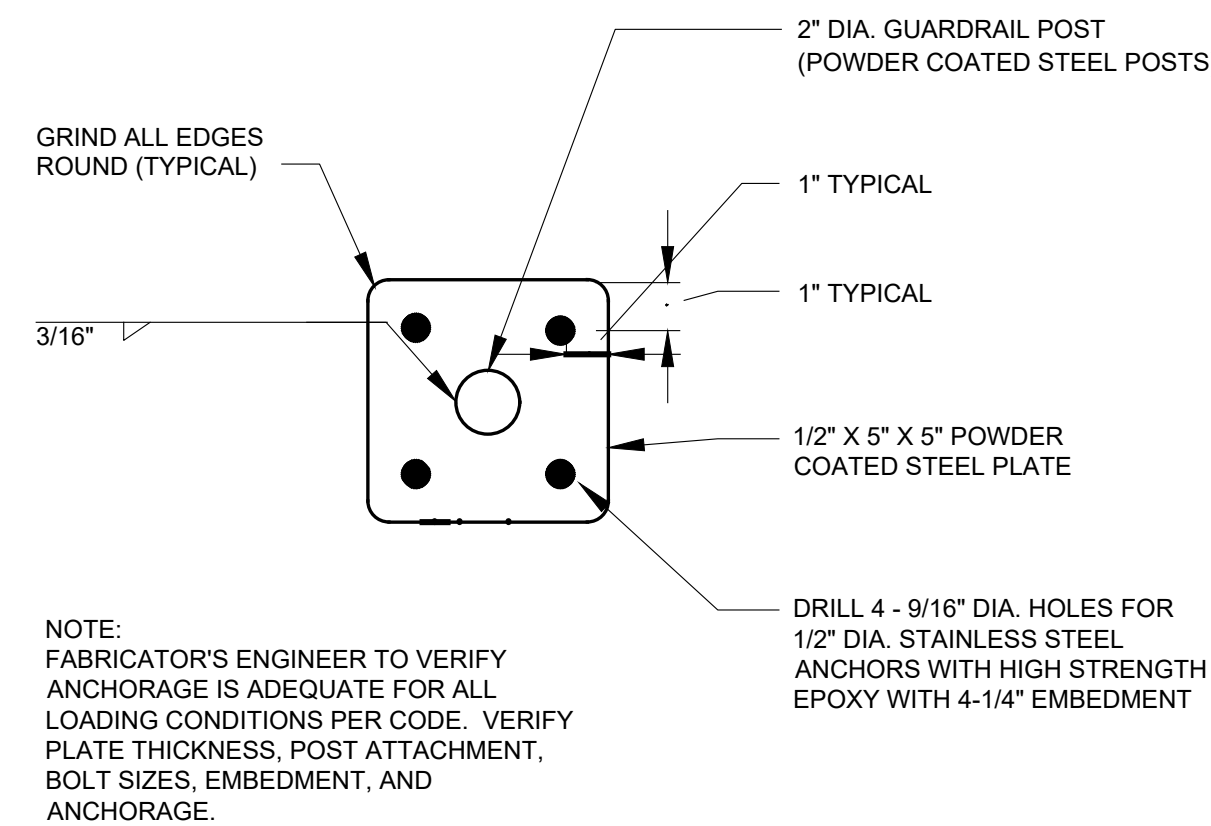 2" DIA. GUARDRAIL POST
(POWDER COATED STEEL POSTS
GRIND ALL EDGES
ROUND (TYPICAL)
1" TYPICAL
1" TYPICAL
3/16"
1/2" X 5" X 5" POWDER
COATED STEEL PLATE
DRILL 4 - 9/16" DIA. HOLES FOR
1/2" DIA. STAINLESS STEEL
ANCHORS WITH HIGH STRENGTH
EPOXY WITH 4-1/4" EMBEDMENT
NOTE:
FABRICATOR'S ENGINEER TO VERIFY
ANCHORAGE IS ADEQUATE FOR ALL
LOADING CONDITIONS PER CODE. VERIFY
PLATE THICKNESS, POST ATTACHMENT,
BOLT SIZES, EMBEDMENT, AND
ANCHORAGE.